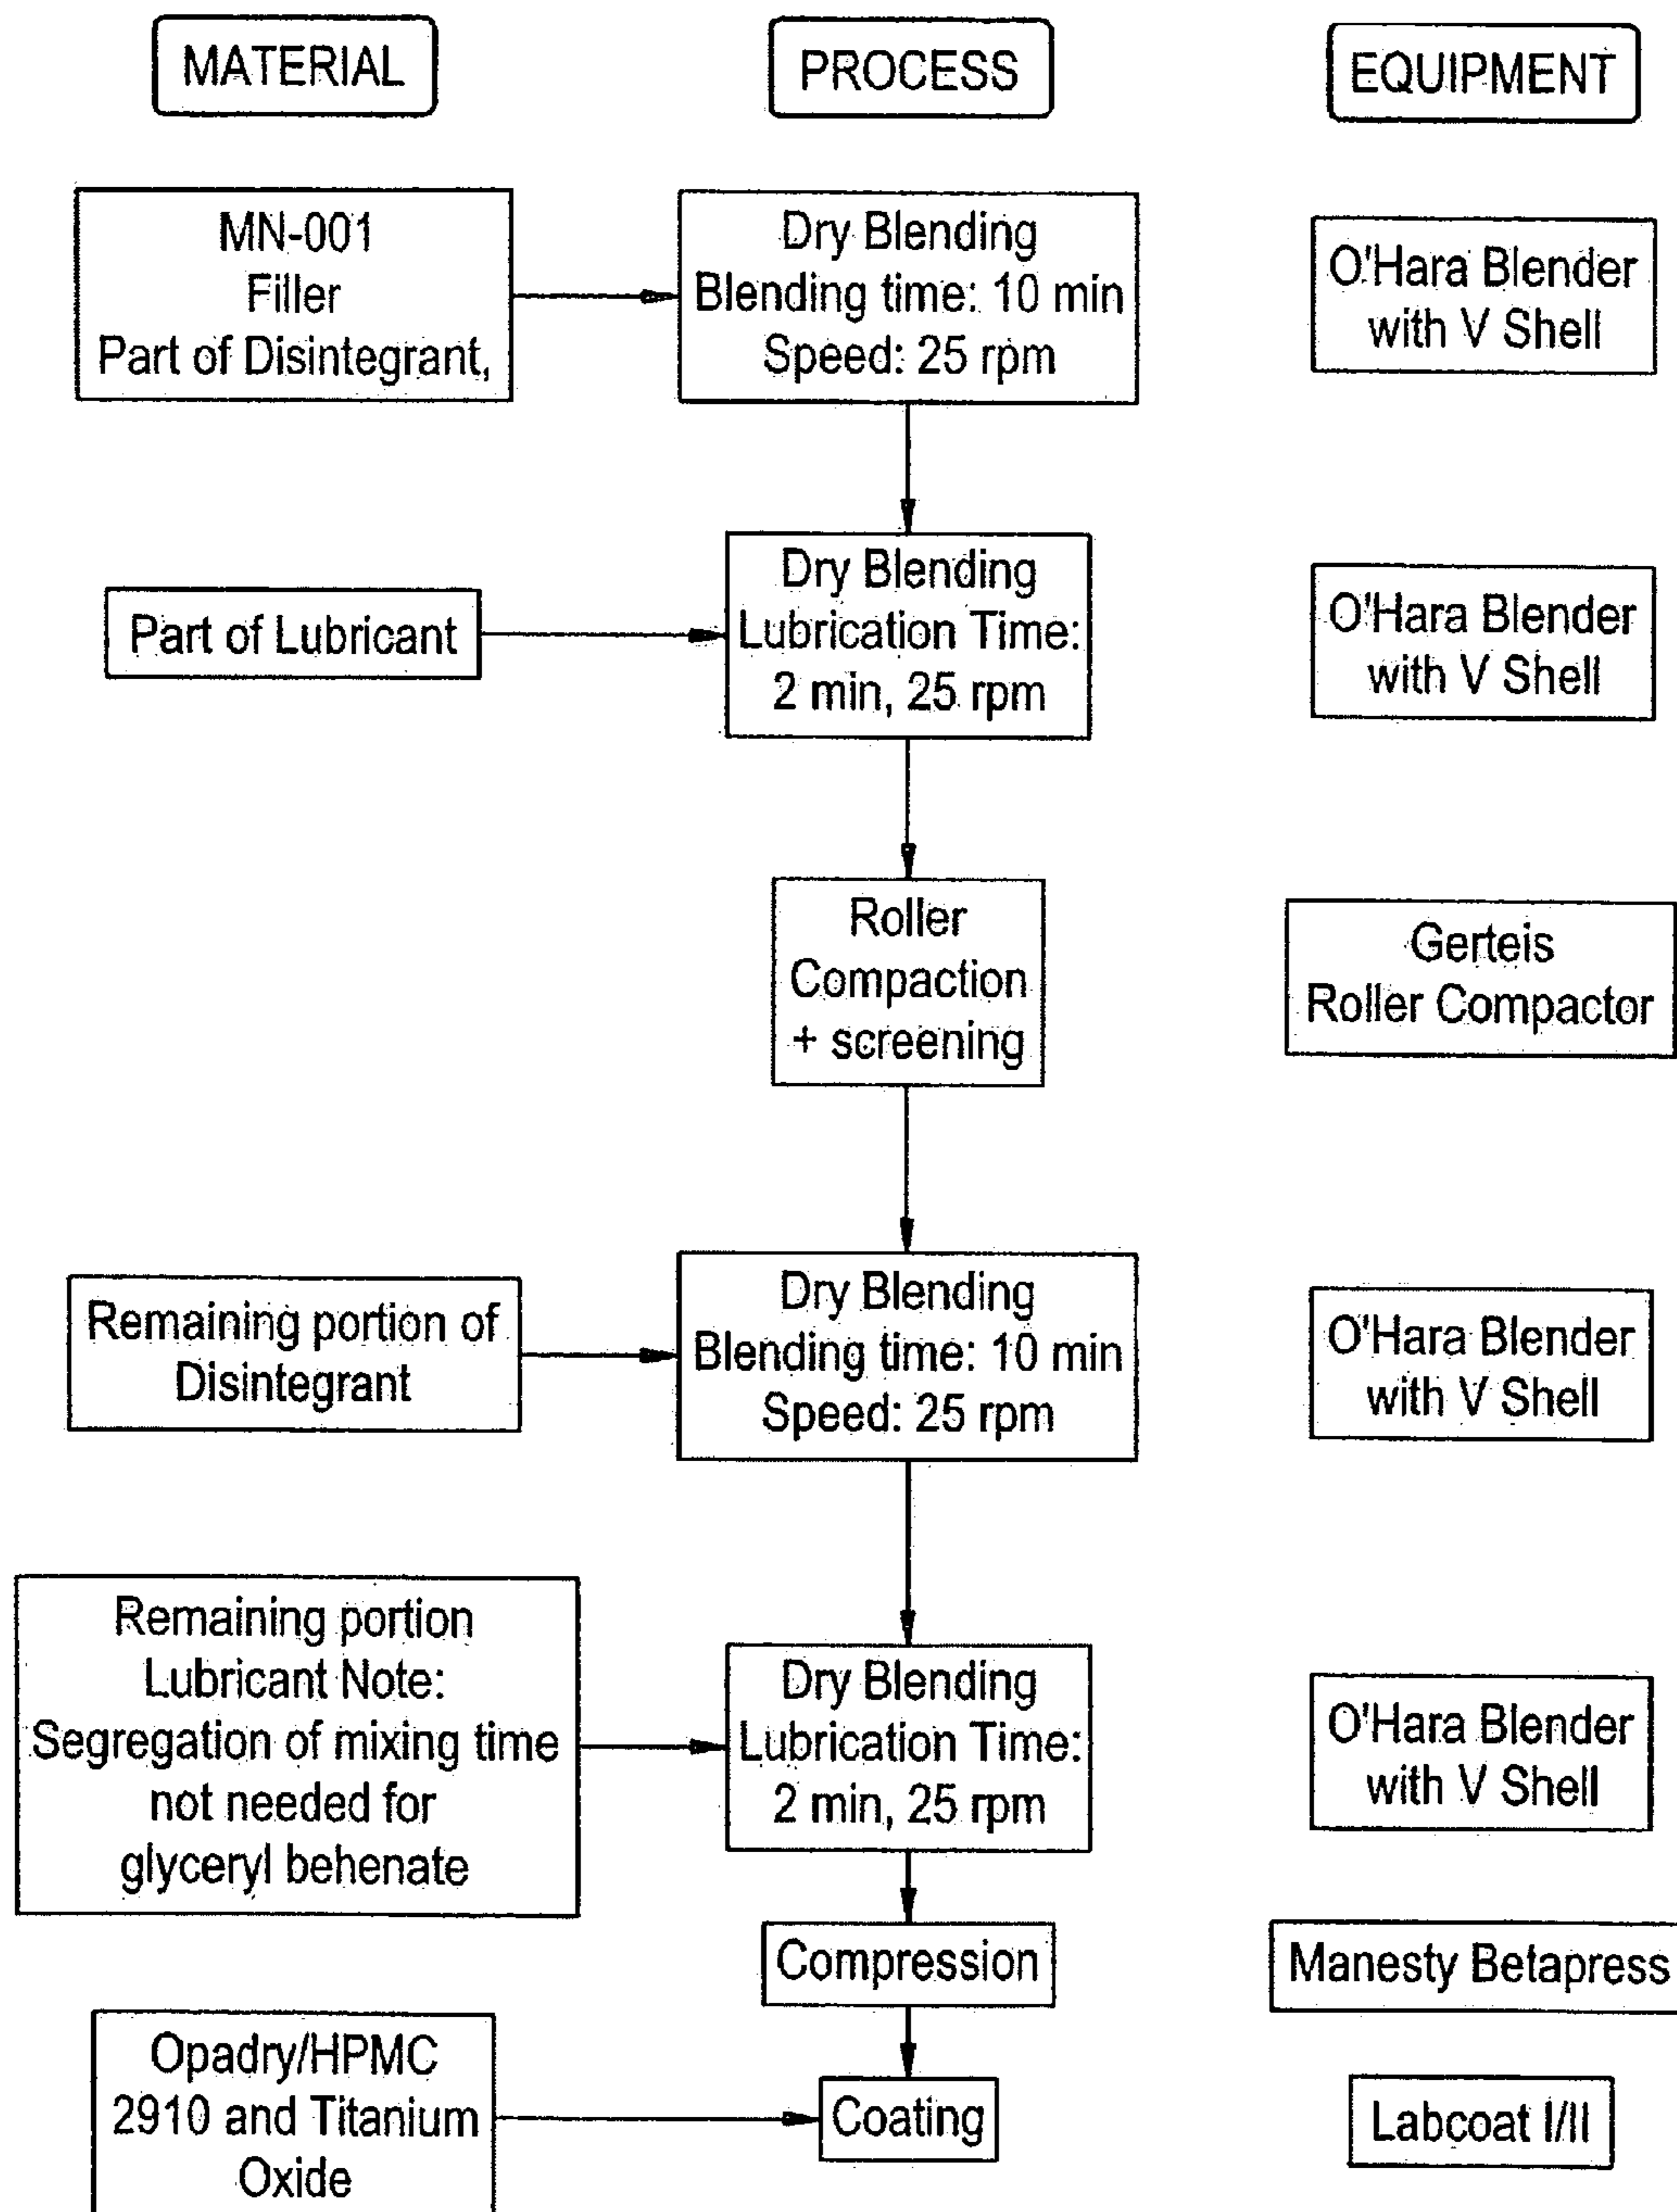 MATERIAL
PROCESS
EQUIPMENT
MN-001
Filler
Part of Disintegrant,
Dry Blending
Blending time: 10 min
Speed: 25 rpm
O'Hara Blender
with V Shell
Part of Lubricant
Dry Blending
Lubrication Time:
2 min, 25 rpm
O'Hara Blender
with V Shell
Roller
Compaction
+ screening
Gerteis
Roller Compactor
Remaining portion of
Disintegrant
Dry Blending
Blending time: 10 min
Speed: 25 rpm
O'Hara Blender
with V Shell
Remaining portion
Lubricant Note:
Segregation of mixing time
not needed for
glyceryl behenate
Dry Blending
Lubrication Time:
2 min, 25 rpm
O'Hara Blender
with V Shell
Compression
Manesty Betapress
Opadry/HPMC
2910 and Titanium
Oxide
Coating
Labcoat I/II